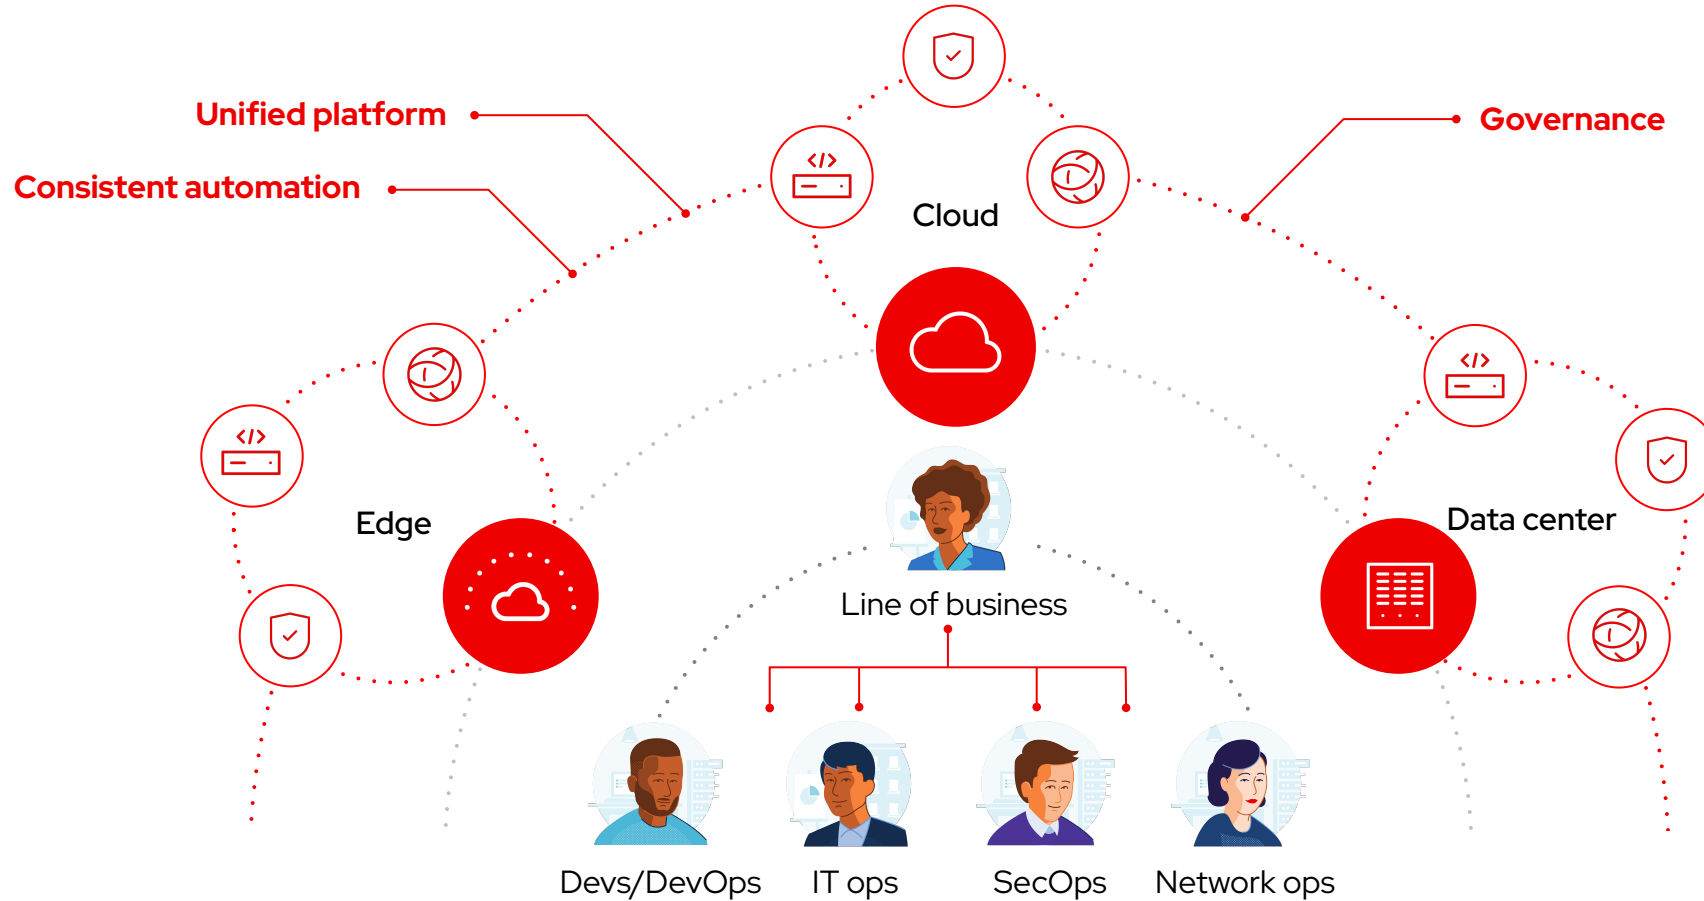 Unified platform
Governance
Consistent automation
Cloud
Edge
Data center
Line of business
Devs/DevOps
IT ops
SecOps
Network ops